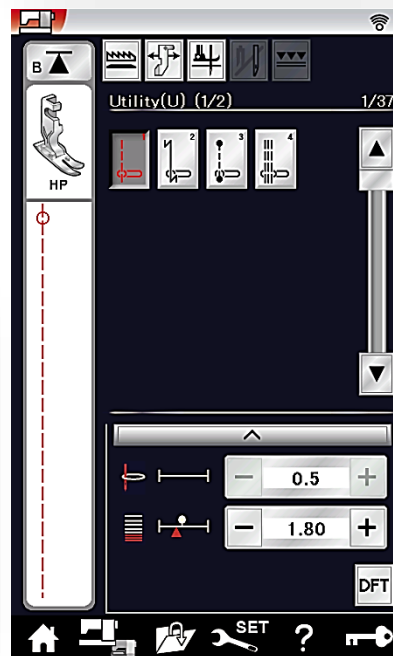 B
HP
Utility(U) (1/2)
1/37
1 2 3 4
− 0.5 +
− 1.80 +
DFT
SET
?